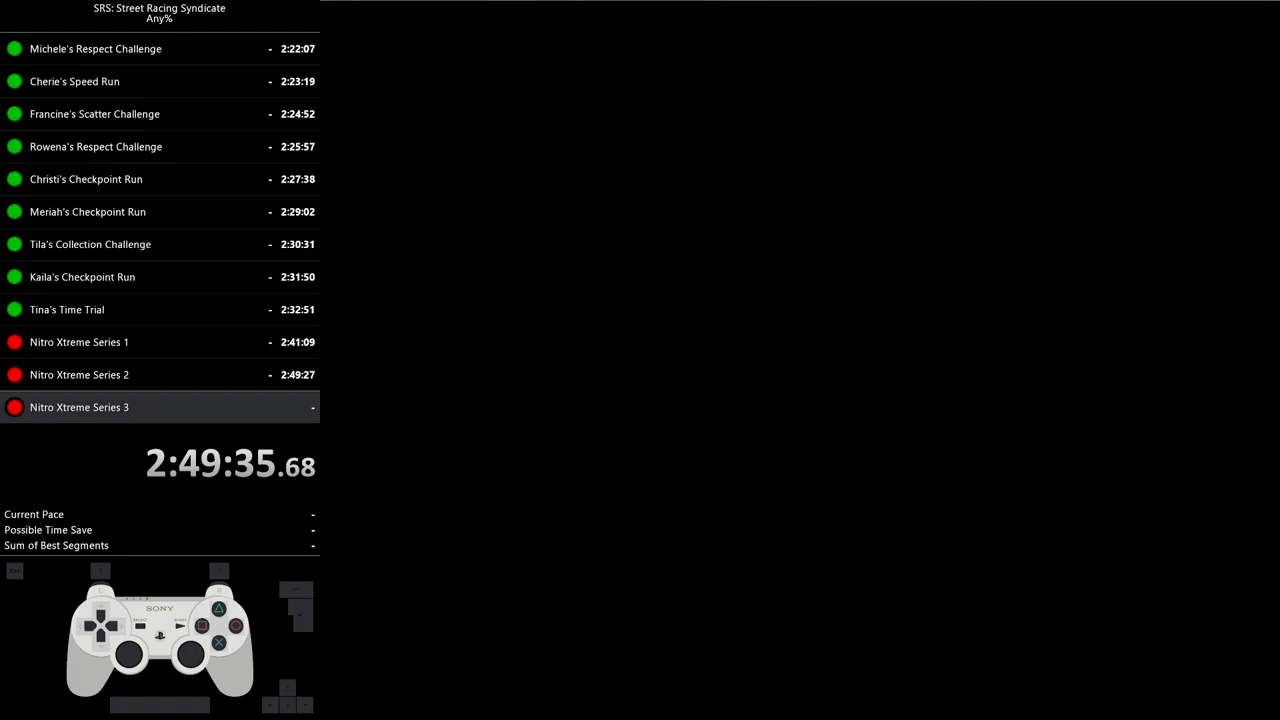 SRS: Street Racing Syndicate
Any%
Michele's Respect Challenge - 2:22:07
Cherie's Speed Run - 2:23:19
Francine's Scatter Challenge - 2:24:52
Rowena's Respect Challenge - 2:25:57
Christi's Checkpoint Run - 2:27:38
Meriah's Checkpoint Run - 2:29:02
Tila's Collection Challenge - 2:30:31
Kaila's Checkpoint Run - 2:31:50
Tina's Time Trial - 2:32:51
Nitro Xtreme Series 1 - 2:41:09
Nitro Xtreme Series 2 - 2:49:27
Nitro Xtreme Series 3 -
2:49:35.68
Current Pace -
Possible Time Save -
Sum of Best Segments -
SONY
SELECT START